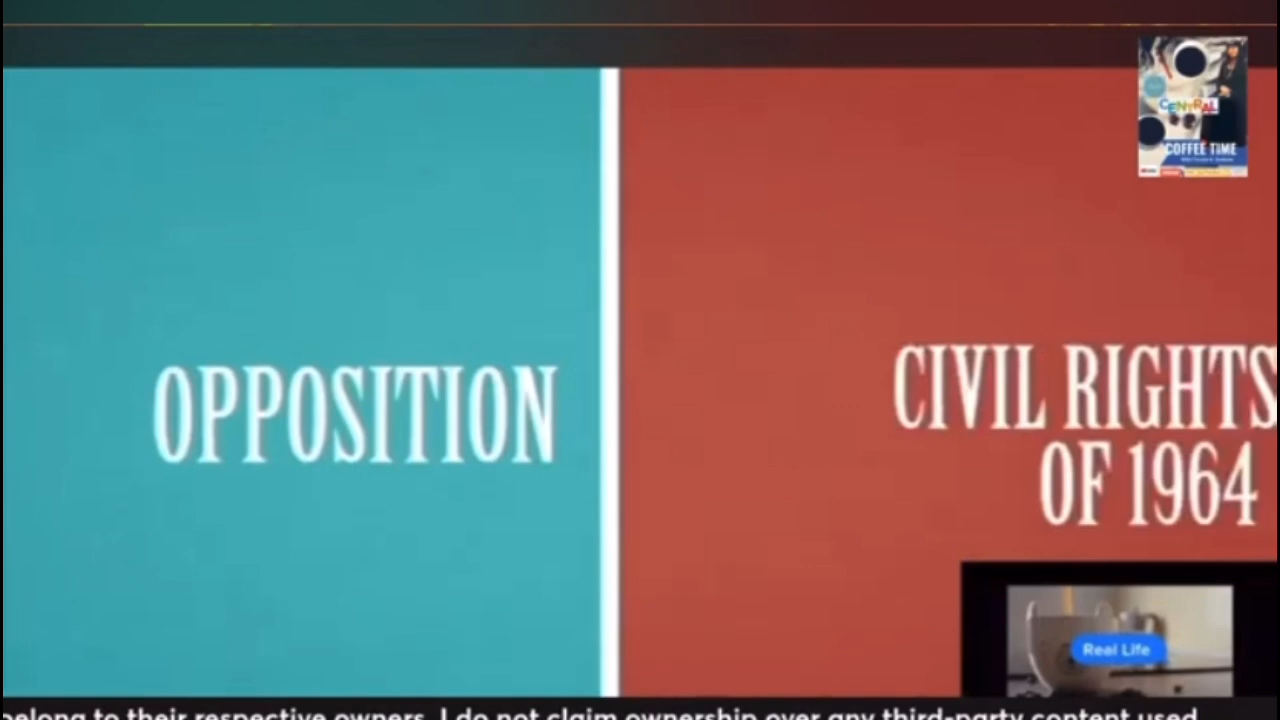 CENTRAL
COFFEE TIME
OPPOSITION
CIVIL RIGHTS
OF 1964
Real Life
belong to their respective owners. I do not claim ownership over any third-party content used